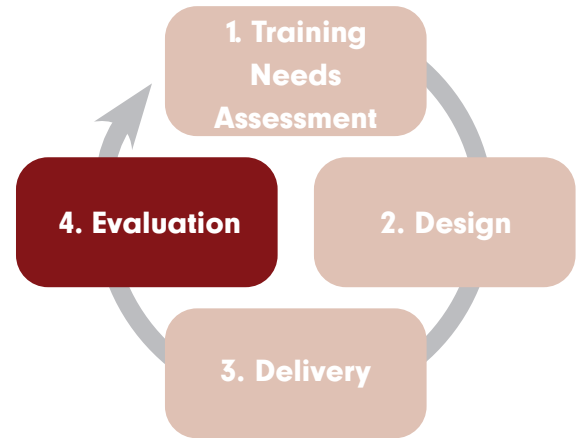 1. Training
Needs
Assessment
4. Evaluation
2. Design
3. Delivery